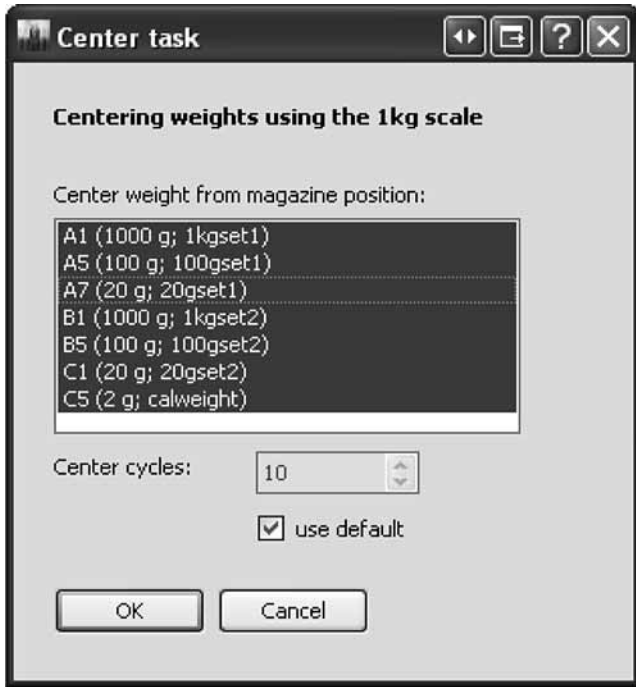 Center task
Centering weights using the 1kg scale
Center weight from magazine position:
A1 (1000 g; 1kgset1)
A5 (100 g; 100gset1)
A7 (20 g; 20gset1)
B1 (1000 g; 1kgset2)
B5 (100 g; 100gset2)
C1 (20 g; 20gset2)
C5 (2 g; calweight)
Center cycles: 10
use default
OK Cancel